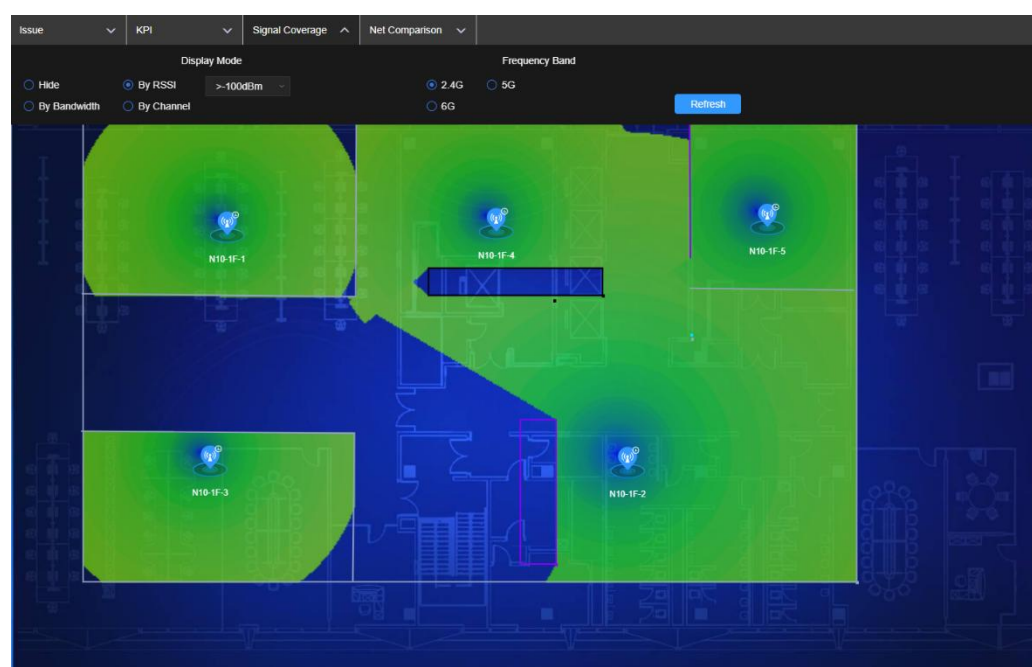 Issue KPI Signal Coverage Net Comparison
Display Mode Frequency Band
Hide By RSSI >-100dBm 2.4G 5G
By Bandwidth By Channel 6G Refresh
N10-1F-1 N10-1F-4 N10-1F-5
N10-1F-3 N10-1F-2